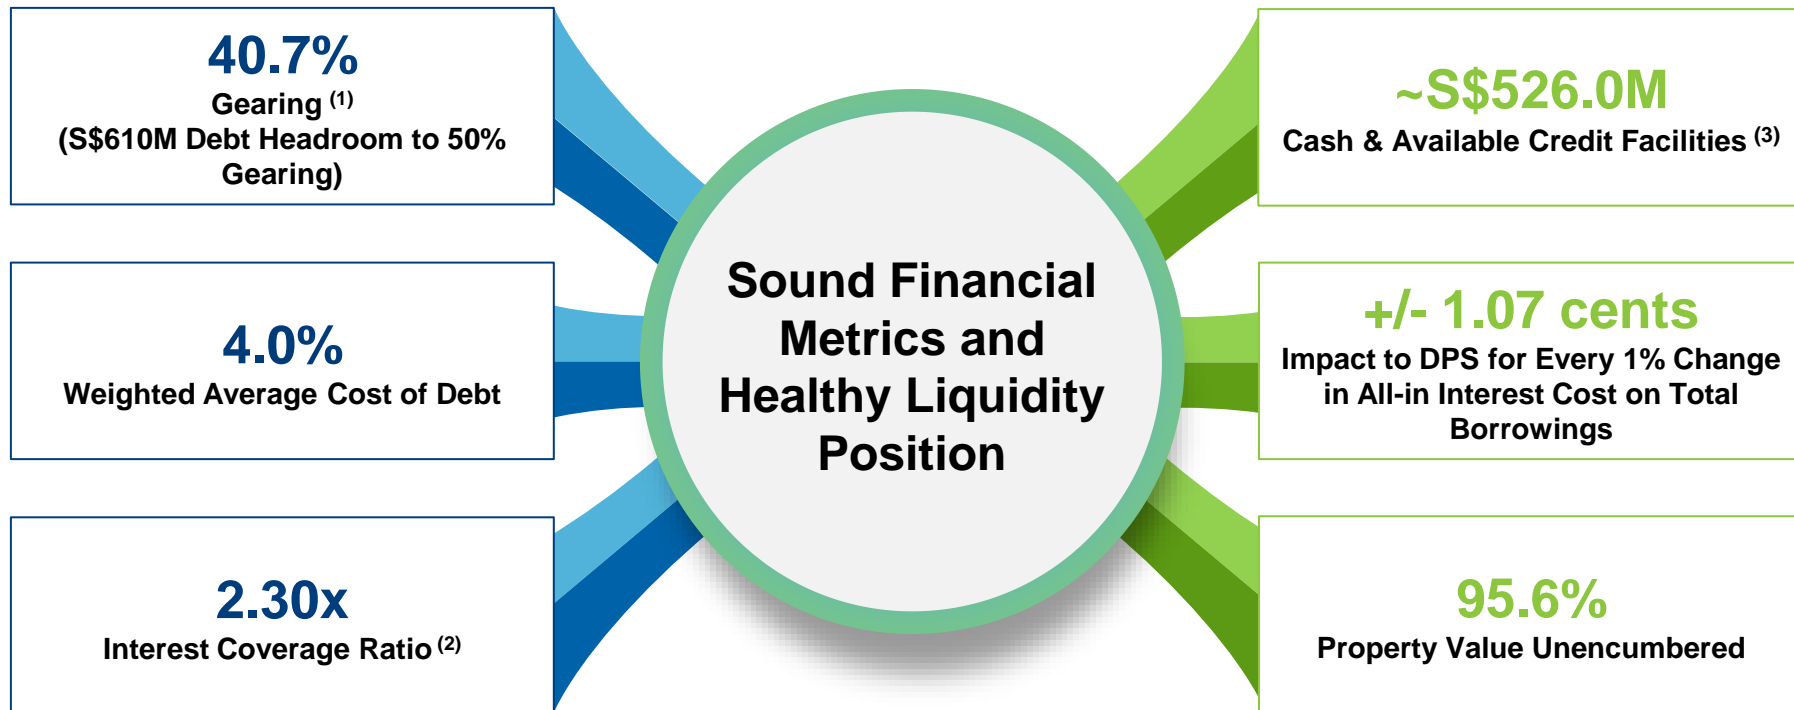 40.7%
Gearing (1)
(S$610M Debt Headroom to 50%
Gearing)
4.0%
Weighted Average Cost of Debt
2.30x
Interest Coverage Ratio (2)
Sound Financial
Metrics and
Healthy Liquidity
Position
~S$526.0M
Cash & Available Credit Facilities (3)
+/- 1.07 cents
Impact to DPS for Every 1% Change
in All-in Interest Cost on Total
Borrowings
95.6%
Property Value Unencumbered